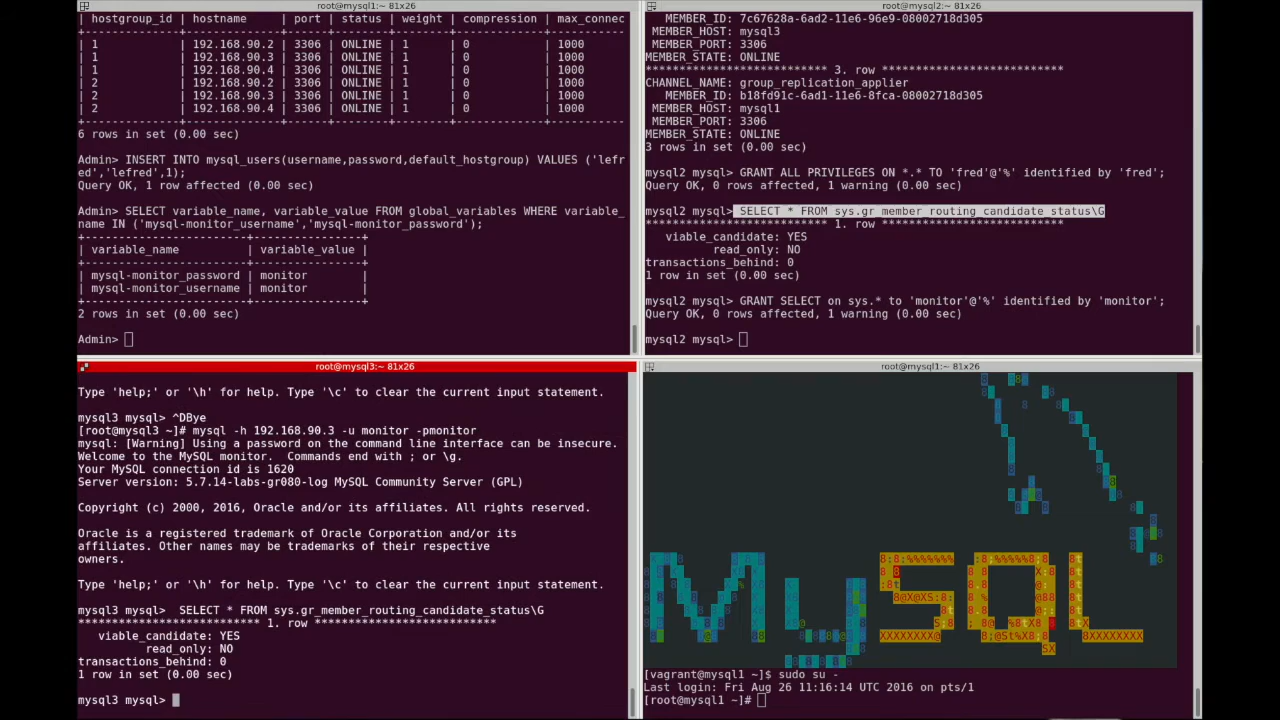 | hostgroup_id | hostname     | port | status | weight | compression | max_connec
+--------------+--------------+------+--------+--------+-------------+-----------
| 1            | 192.168.90.2 | 3306 | ONLINE | 1      | 0           | 1000
| 1            | 192.168.90.3 | 3306 | ONLINE | 1      | 0           | 1000
| 1            | 192.168.90.4 | 3306 | ONLINE | 1      | 0           | 1000
| 2            | 192.168.90.2 | 3306 | ONLINE | 1      | 0           | 1000
| 2            | 192.168.90.3 | 3306 | ONLINE | 1      | 0           | 1000
| 2            | 192.168.90.4 | 3306 | ONLINE | 1      | 0           | 1000
+--------------+--------------+------+--------+--------+-------------+-----------
6 rows in set (0.00 sec)
Admin> INSERT INTO mysql_users(username,password,default_hostgroup) VALUES ('lefr
ed','lefred',1);
Query OK, 1 row affected (0.00 sec)
Admin> SELECT variable_name, variable_value FROM global_variables WHERE variable_
name IN ('mysql-monitor_username','mysql-monitor_password');
+------------------------+----------------+
| variable_name          | variable_value |
+------------------------+----------------+
| mysql-monitor_password | monitor        |
| mysql-monitor_username | monitor        |
+------------------------+----------------+
2 rows in set (0.00 sec)
Admin>
root@mysql2:~ 81x26
MEMBER_ID: 7c67628a-6ad2-11e6-96e9-08002718d305
MEMBER_HOST: mysql3
MEMBER_PORT: 3306
MEMBER_STATE: ONLINE
*************************** 3. row ***************************
CHANNEL_NAME: group_replication_applier
MEMBER_ID: b18fd91c-6ad1-11e6-8fca-08002718d305
MEMBER_HOST: mysql1
MEMBER_PORT: 3306
MEMBER_STATE: ONLINE
3 rows in set (0.00 sec)
mysql2 mysql> GRANT ALL PRIVILEGES ON *.* TO 'fred'@'%' identified by 'fred';
Query OK, 0 rows affected, 1 warning (0.00 sec)
mysql2 mysql> SELECT * FROM sys.gr_member_routing_candidate_status\G
*************************** 1. row ***************************
viable_candidate: YES
read_only: NO
transactions_behind: 0
1 row in set (0.00 sec)
mysql2 mysql> GRANT SELECT on sys.* to 'monitor'@'%' identified by 'monitor';
Query OK, 0 rows affected, 1 warning (0.00 sec)
mysql2 mysql>
root@mysql3:~ 81x26
Type 'help;' or '\h' for help. Type '\c' to clear the current input statement.
mysql3 mysql> ^DBye
[root@mysql3 ~]# mysql -h 192.168.90.3 -u monitor -pmonitor
mysql: [Warning] Using a password on the command line interface can be insecure.
Welcome to the MySQL monitor.  Commands end with ; or \g.
Your MySQL connection id is 1620
Server version: 5.7.14-labs-gr080-log MySQL Community Server (GPL)
Copyright (c) 2000, 2016, Oracle and/or its affiliates. All rights reserved.
Oracle is a registered trademark of Oracle Corporation and/or its
affiliates. Other names may be trademarks of their respective
owners.
Type 'help;' or '\h' for help. Type '\c' to clear the current input statement.
mysql3 mysql>  SELECT * FROM sys.gr_member_routing_candidate_status\G
*************************** 1. row ***************************
viable_candidate: YES
read_only: NO
transactions_behind: 0
1 row in set (0.00 sec)
mysql3 mysql>
root@mysql1:~ 81x26
MySQL
[vagrant@mysql1 ~]$ sudo su -
Last login: Fri Aug 26 11:16:14 UTC 2016 on pts/1
[root@mysql1 ~]#